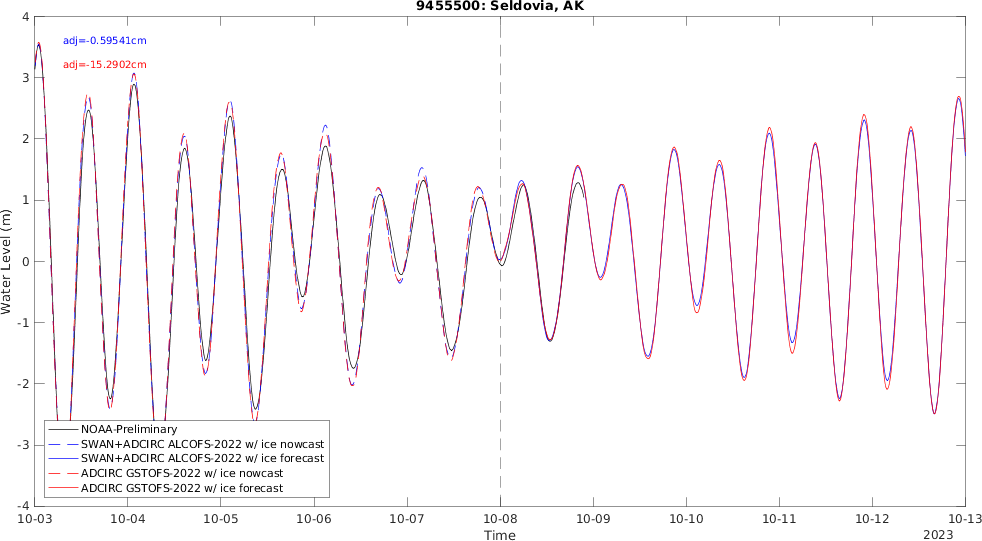 9455500: Seldovia, AK
adj=-0.59541cm
adj=-15.2902cm
Water Level (m)
4
3
2
1
0
-1
-2
-3
-4
NOAA-Preliminary
SWAN+ADCIRC ALCOFS-2022 w/ ice nowcast
SWAN+ADCIRC ALCOFS-2022 w/ ice forecast
ADCIRC GSTOFS-2022 w/ ice nowcast
ADCIRC GSTOFS-2022 w/ ice forecast
10-03 10-04 10-05 10-06 10-07 10-08 10-09 10-10 10-11 10-12 10-13
Time
2023